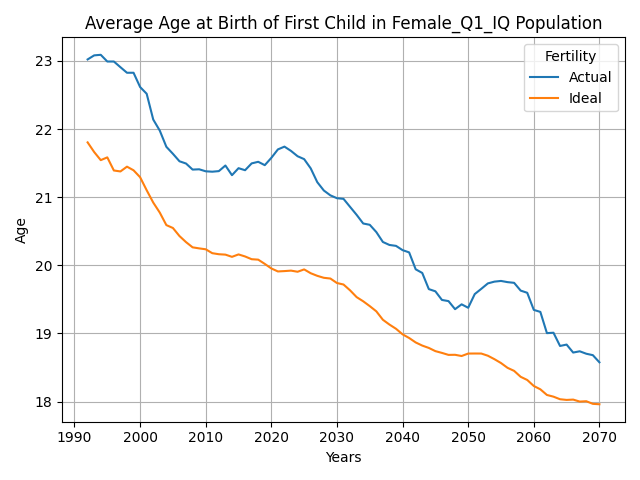 Average Age at Birth of First Child in Female_Q1_IQ Population
Fertility
Actual
Ideal
23
22
21
20
19
18
Age
1990
2000
2010
2020
2030
2040
2050
2060
2070
Years